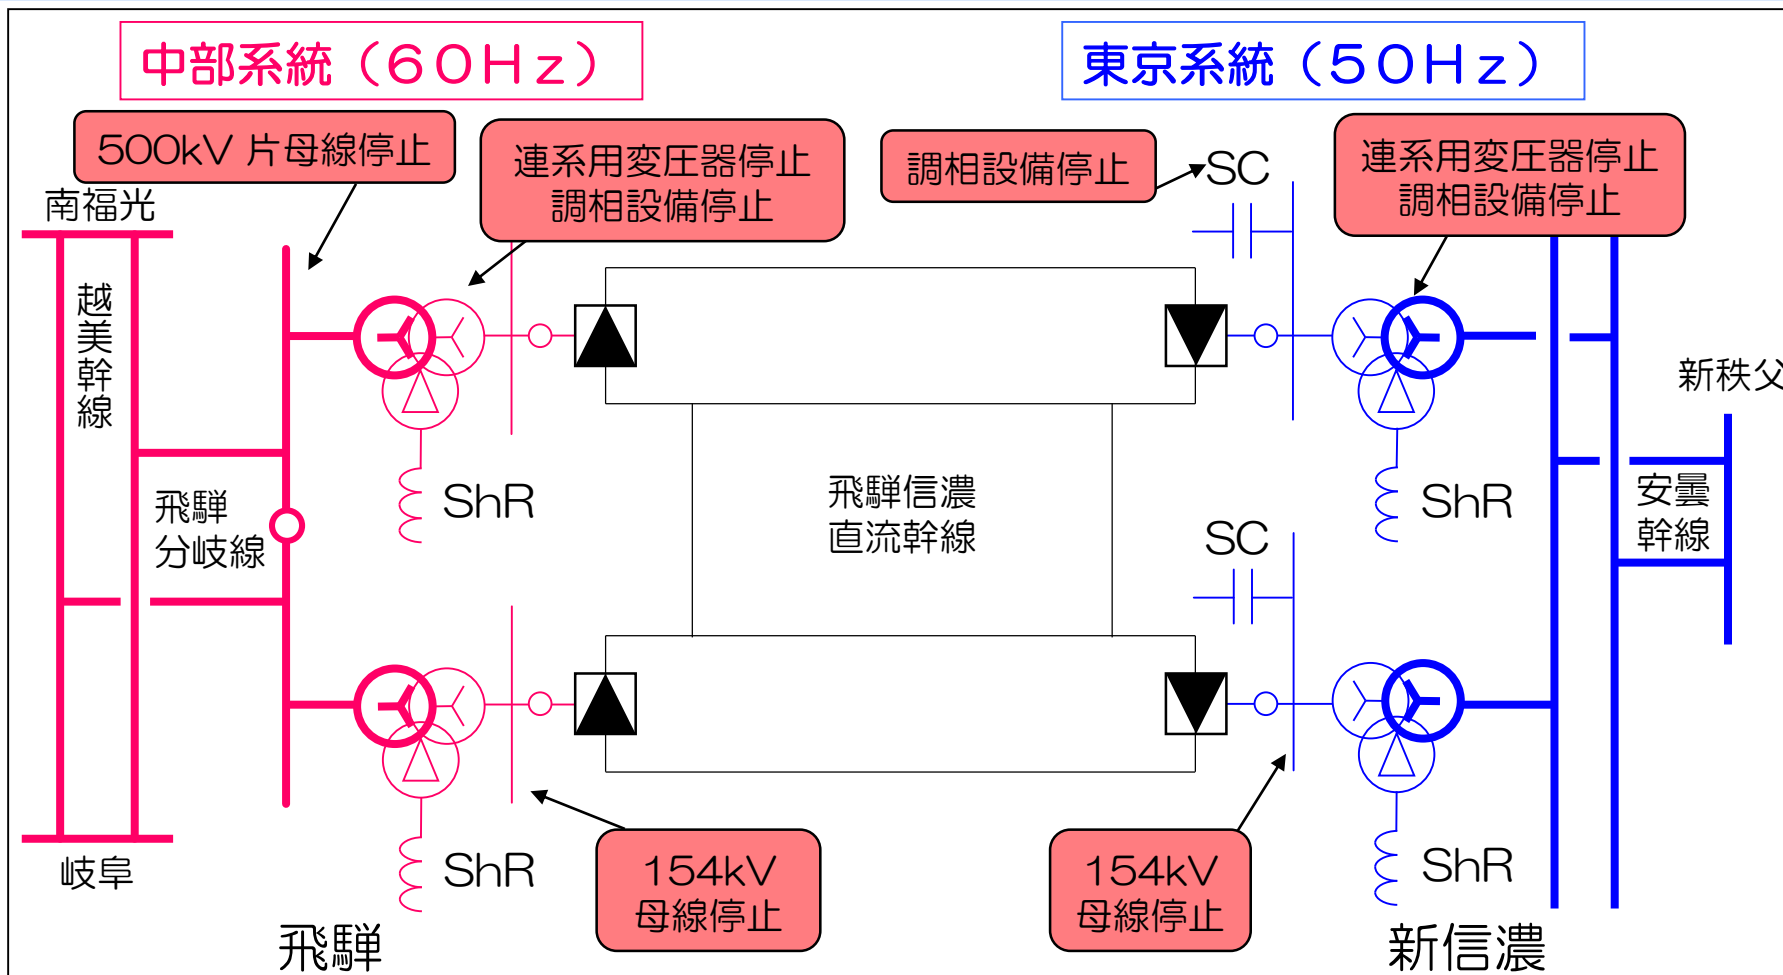 中部系統（60Hz）
東京系統（50Hz）
500kV 片母線停止
連系用変圧器停止
調相設備停止
調相設備停止
SC
連系用変圧器停止
調相設備停止
南福光
越美幹線
新秩父
ShR
飛騨信濃
直流幹線
ShR
安曇
幹線
飛騨
分岐線
SC
岐阜
ShR
154kV
母線停止
154kV
母線停止
ShR
飛騨
新信濃